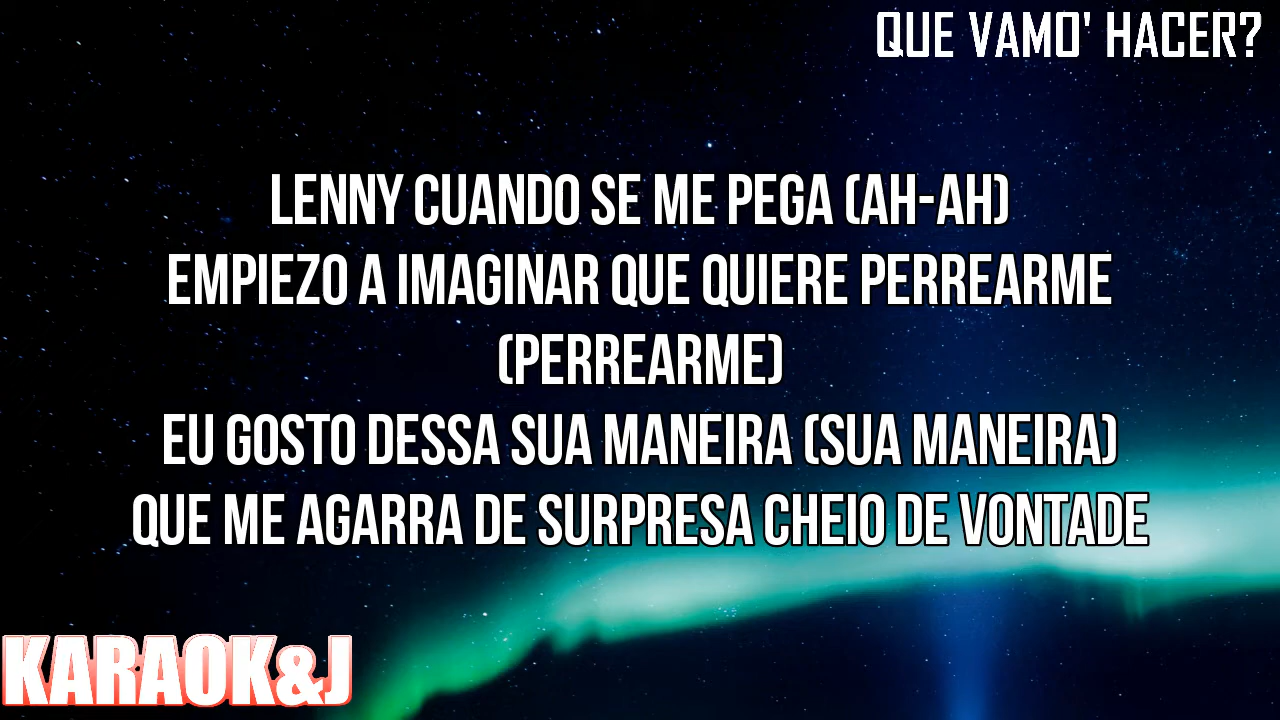 QUE VAMO' HACER?
LENNY CUANDO SE ME PEGA (AH-AH)
EMPIEZO A IMAGINAR QUE QUIERE PERREARME
(PERREARME)
EU GOSTO DESSA SUA MANEIRA (SUA MANEIRA)
QUE ME AGARRA DE SURPRESA CHEIO DE VONTADE
KARAOK&J